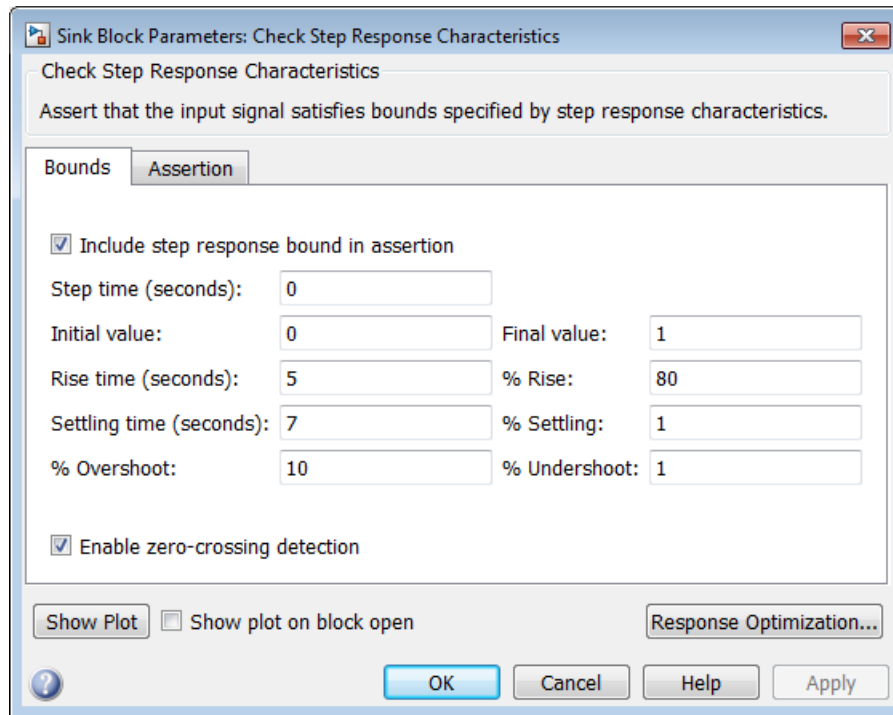 Sink Block Parameters: Check Step Response Characteristics
Check Step Response Characteristics
Assert that the input signal satisfies bounds specified by step response characteristics.
Bounds Assertion
Include step response bound in assertion
Step time (seconds): 0
Initial value: 0 Final value: 1
Rise time (seconds): 5 % Rise: 80
Settling time (seconds): 7 % Settling: 1
% Overshoot: 10 % Undershoot: 1
Enable zero-crossing detection
Show Plot Show plot on block open Response Optimization...
? OK Cancel Help Apply